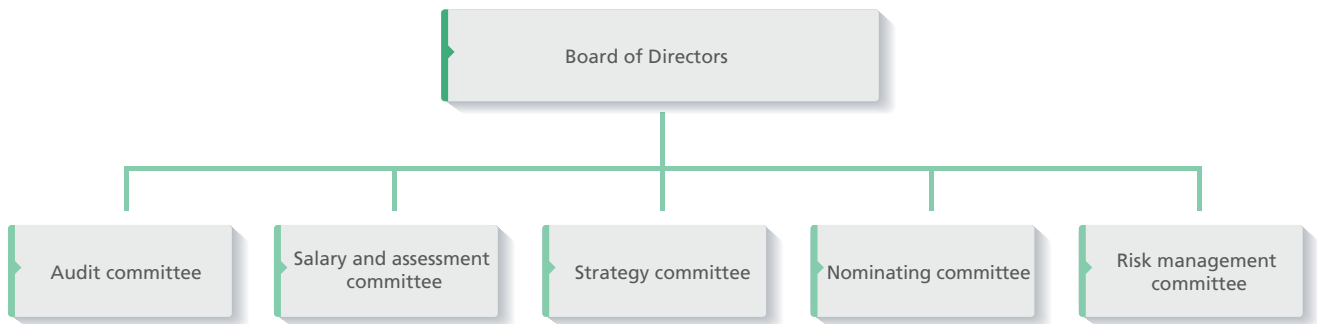 Board of Directors
Audit committee
Salary and assessment
committee
Strategy committee
Nominating committee
Risk management
committee